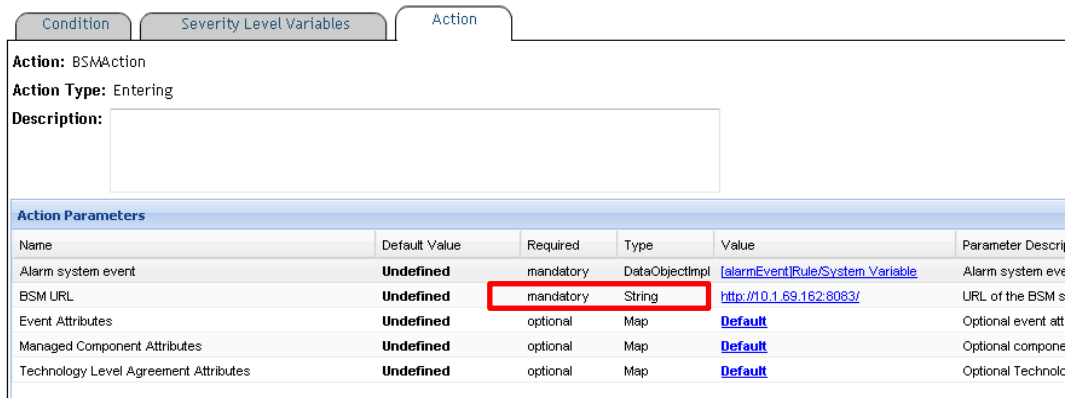 Condition Severity Level Variables Action
Action: BSMAction
Action Type: Entering
Description:
Action Parameters
Name Default Value Required Type Value Parameter Descrip
Alarm system event Undefined mandatory DataObjectImpl [alarmEvent]Rule/System Variable Alarm system eve
BSM URL Undefined mandatory String http://10.1.69.162:8083/ URL of the BSM s
Event Attributes Undefined optional Map Default Optional event att
Managed Component Attributes Undefined optional Map Default Optional compone
Technology Level Agreement Attributes Undefined optional Map Default Optional Technolo